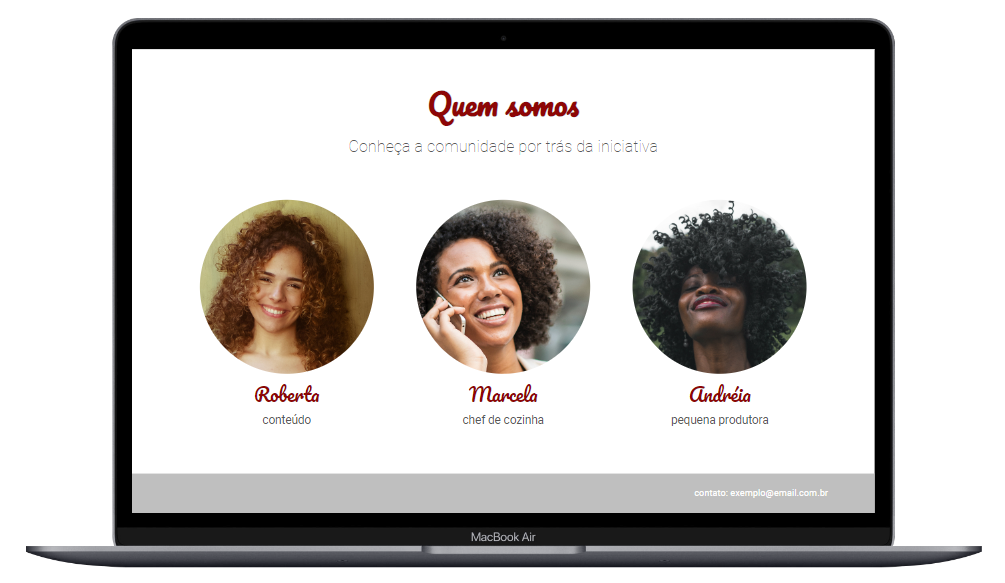 Quem somos
Conheça a comunidade por trás da iniciativa
Roberta
Marcela
Andréia
conteúdo
chef de cozinha
pequena produtora
contato: exemplo@email.com.br
MacBook Air